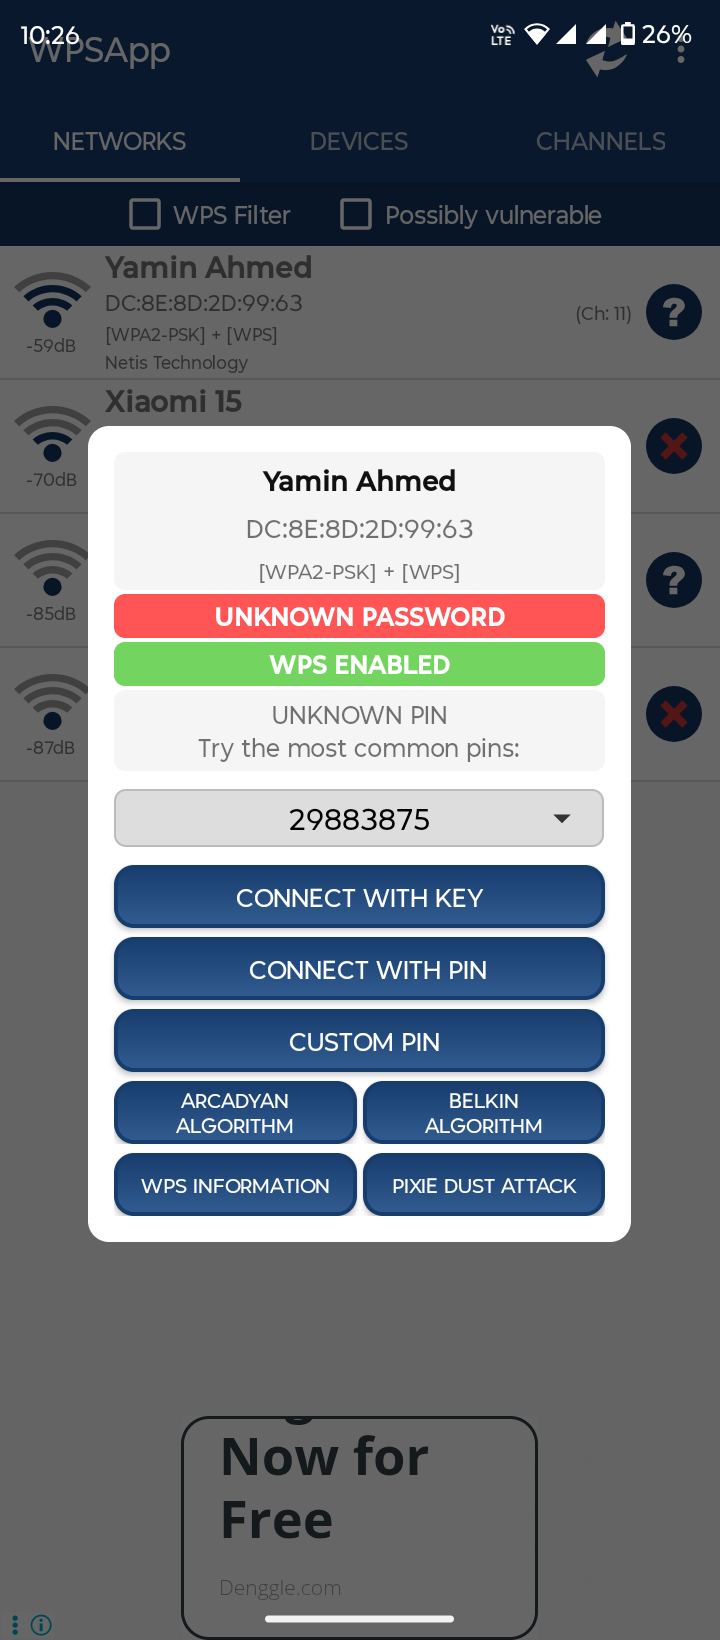 10:26
Vo LTE
26%
WPSApp
NETWORKS
DEVICES
CHANNELS
WPS Filter
Possibly vulnerable
Yamin Ahmed
DC:8E:8D:2D:99:63
[WPA2-PSK] + [WPS]
Netis Technology
-59dB
(Ch: 11)
?
Xiaomi 15
-70dB
-85dB
?
-87dB
Yamin Ahmed
DC:8E:8D:2D:99:63
[WPA2-PSK] + [WPS]
UNKNOWN PASSWORD
WPS ENABLED
UNKNOWN PIN
Try the most common pins:
29883875
CONNECT WITH KEY
CONNECT WITH PIN
CUSTOM PIN
ARCADYAN
ALGORITHM
BELKIN
ALGORITHM
WPS INFORMATION
PIXIE DUST ATTACK
Now for
Free
Denggle.com